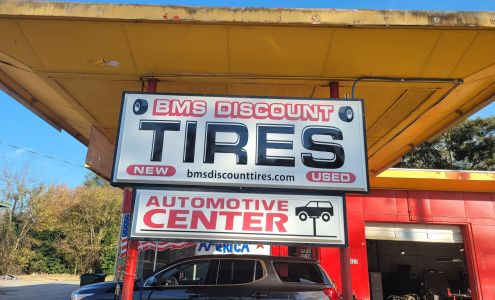 BMS DISCOUNT
TIRES
NEW
bmsdiscounttires.com
USED
AUTOMOTIVE
CENTER
AMERICA